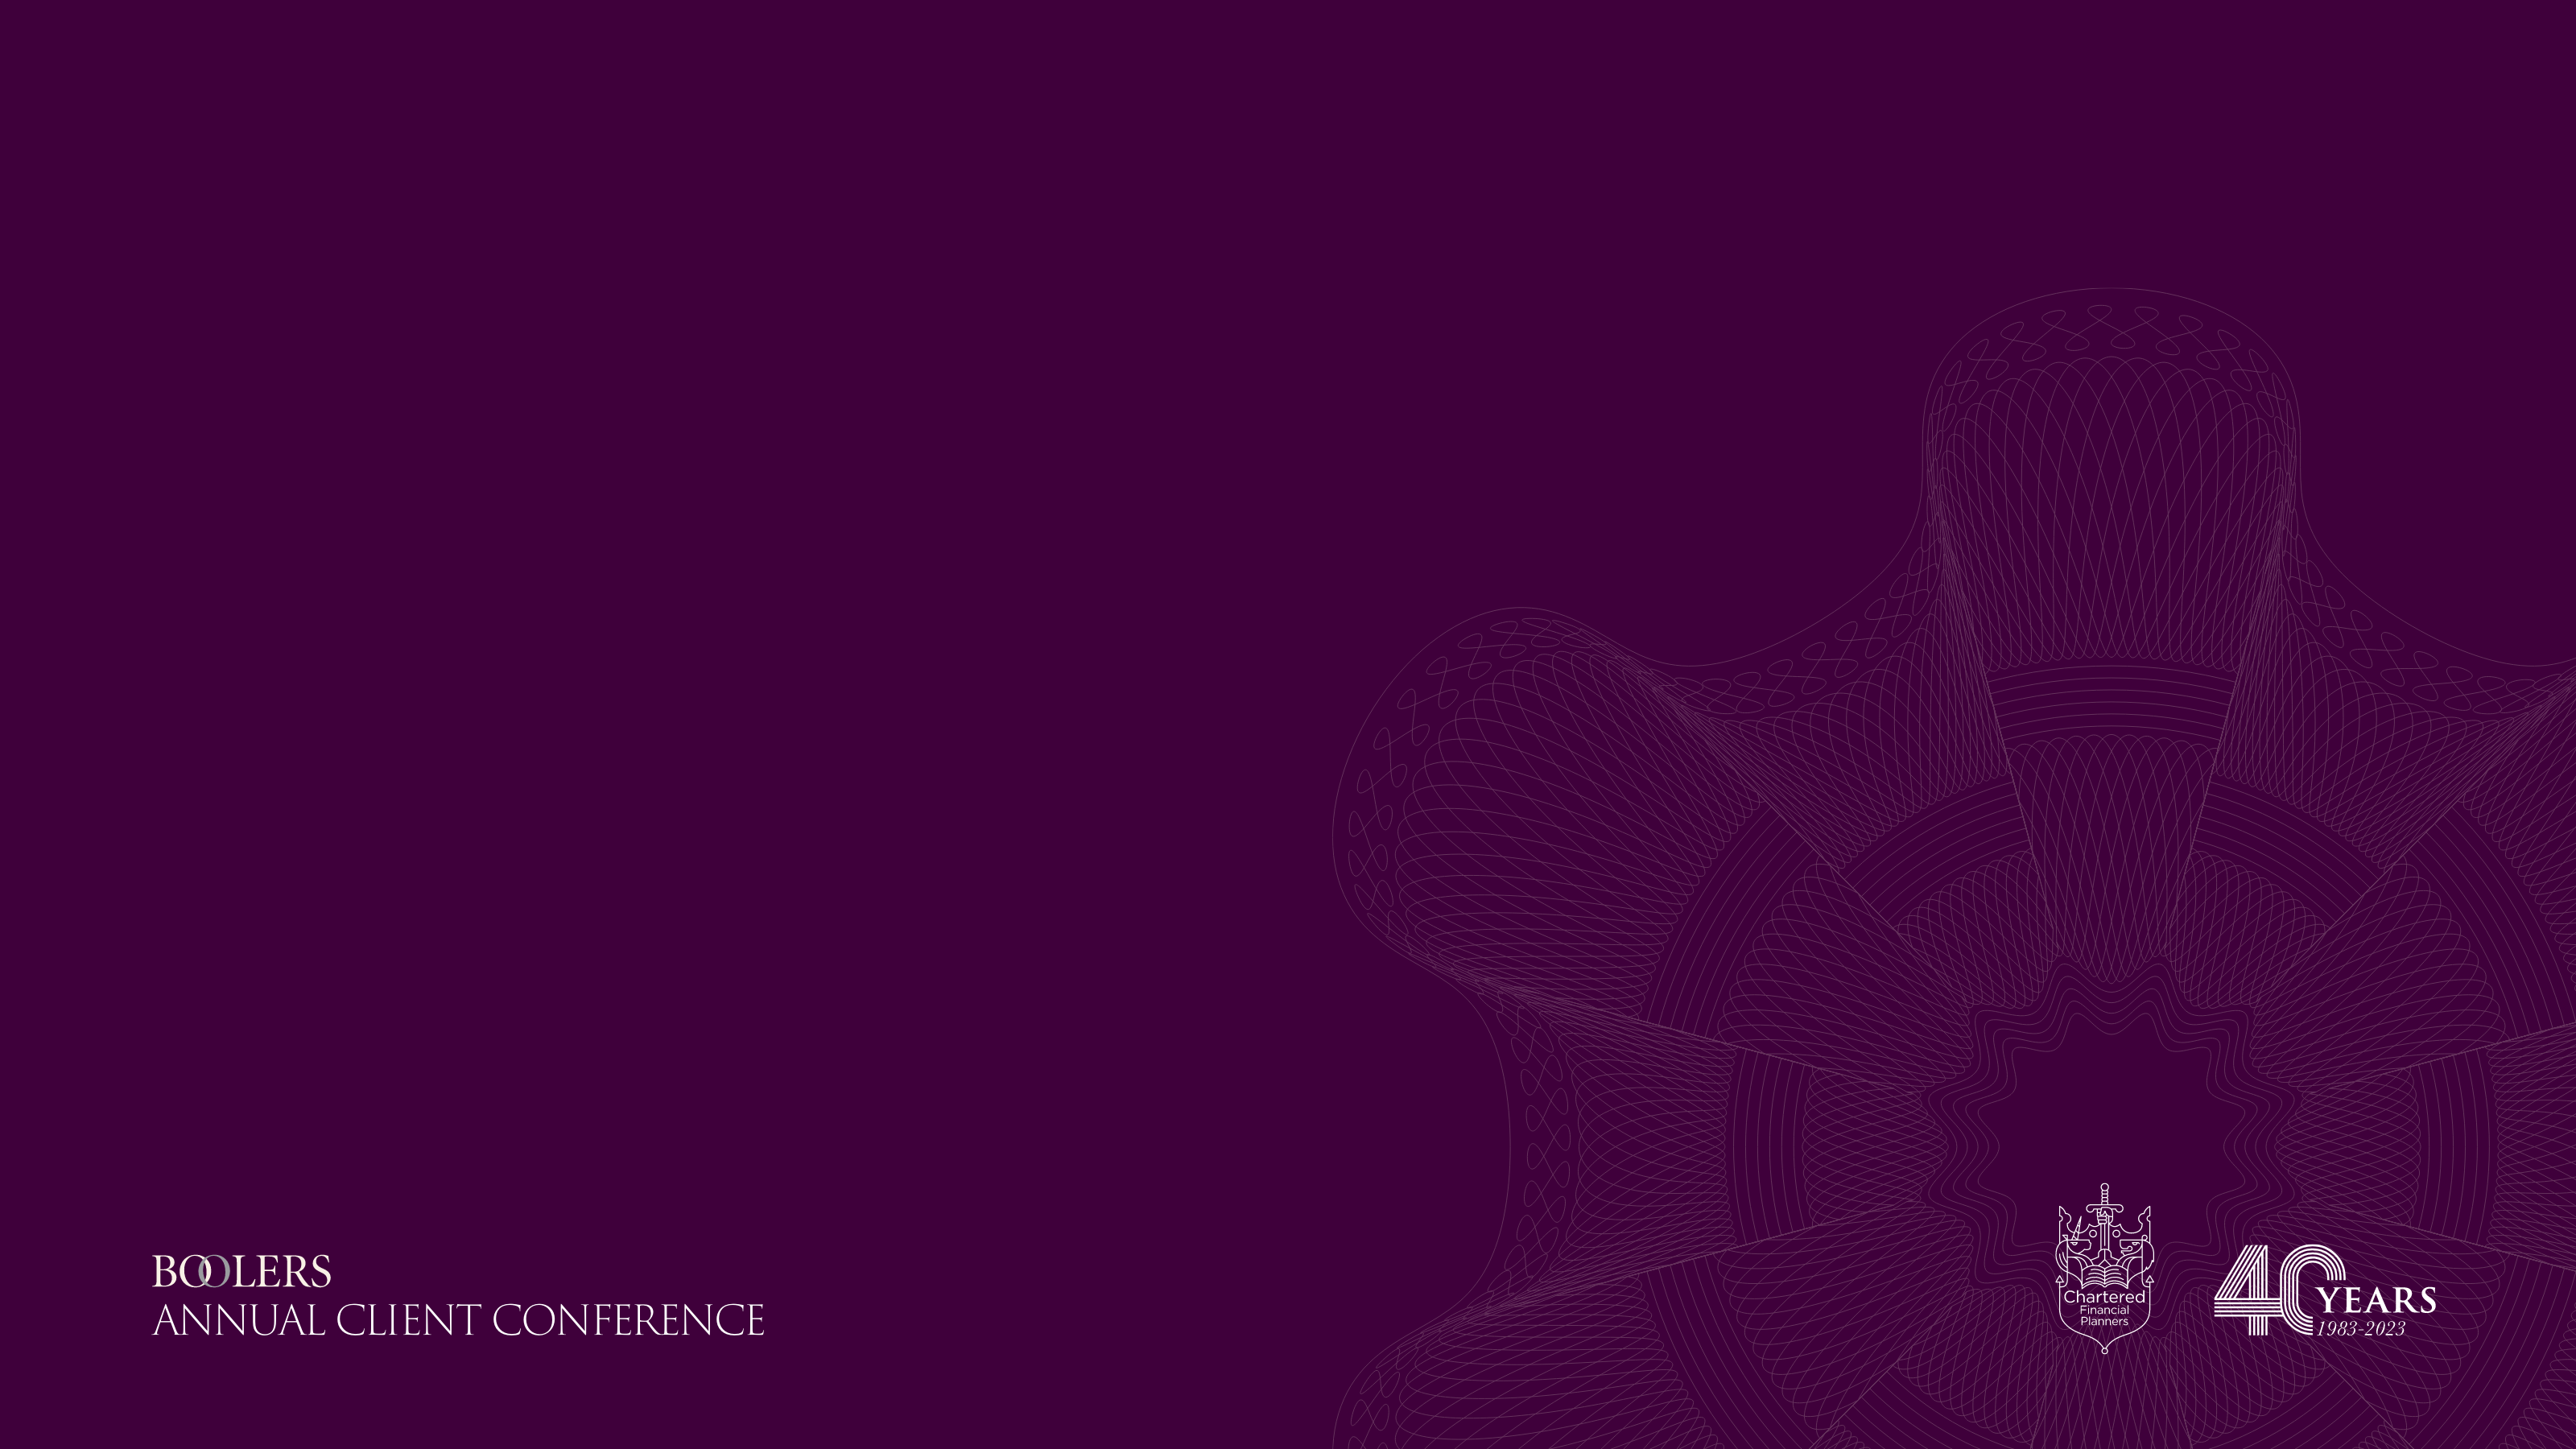 BOOLERS
ANNUAL CLIENT CONFERENCE
Chartered
Financial
Planners
40 YEARS
1983-2023